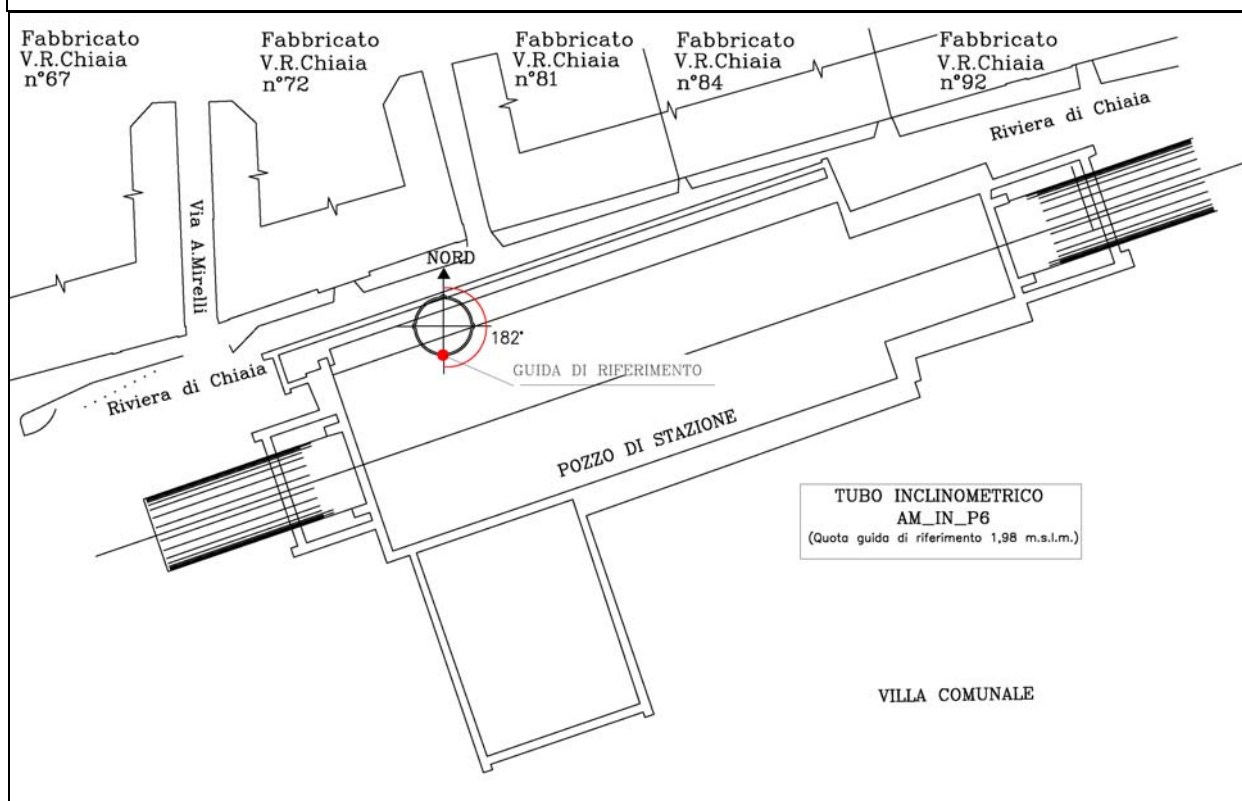 Fabbricato
V.R.Chiaia
n°67
Fabbricato
V.R.Chiaia
n°72
Fabbricato
V.R.Chiaia
n°81
Fabbricato
V.R.Chiaia
n°84
Fabbricato
V.R.Chiaia
n°92
Riviera di Chiaia
Via A.Mirelli
NORD
182°
GUIDA DI RIFERIMENTO
Riviera di Chiaia
POZZO DI STAZIONE
TUBO INCLINOMETRICO
AM_IN_P6
(Quota guida di riferimento 1,98 m.s.l.m.)
VILLA COMUNALE